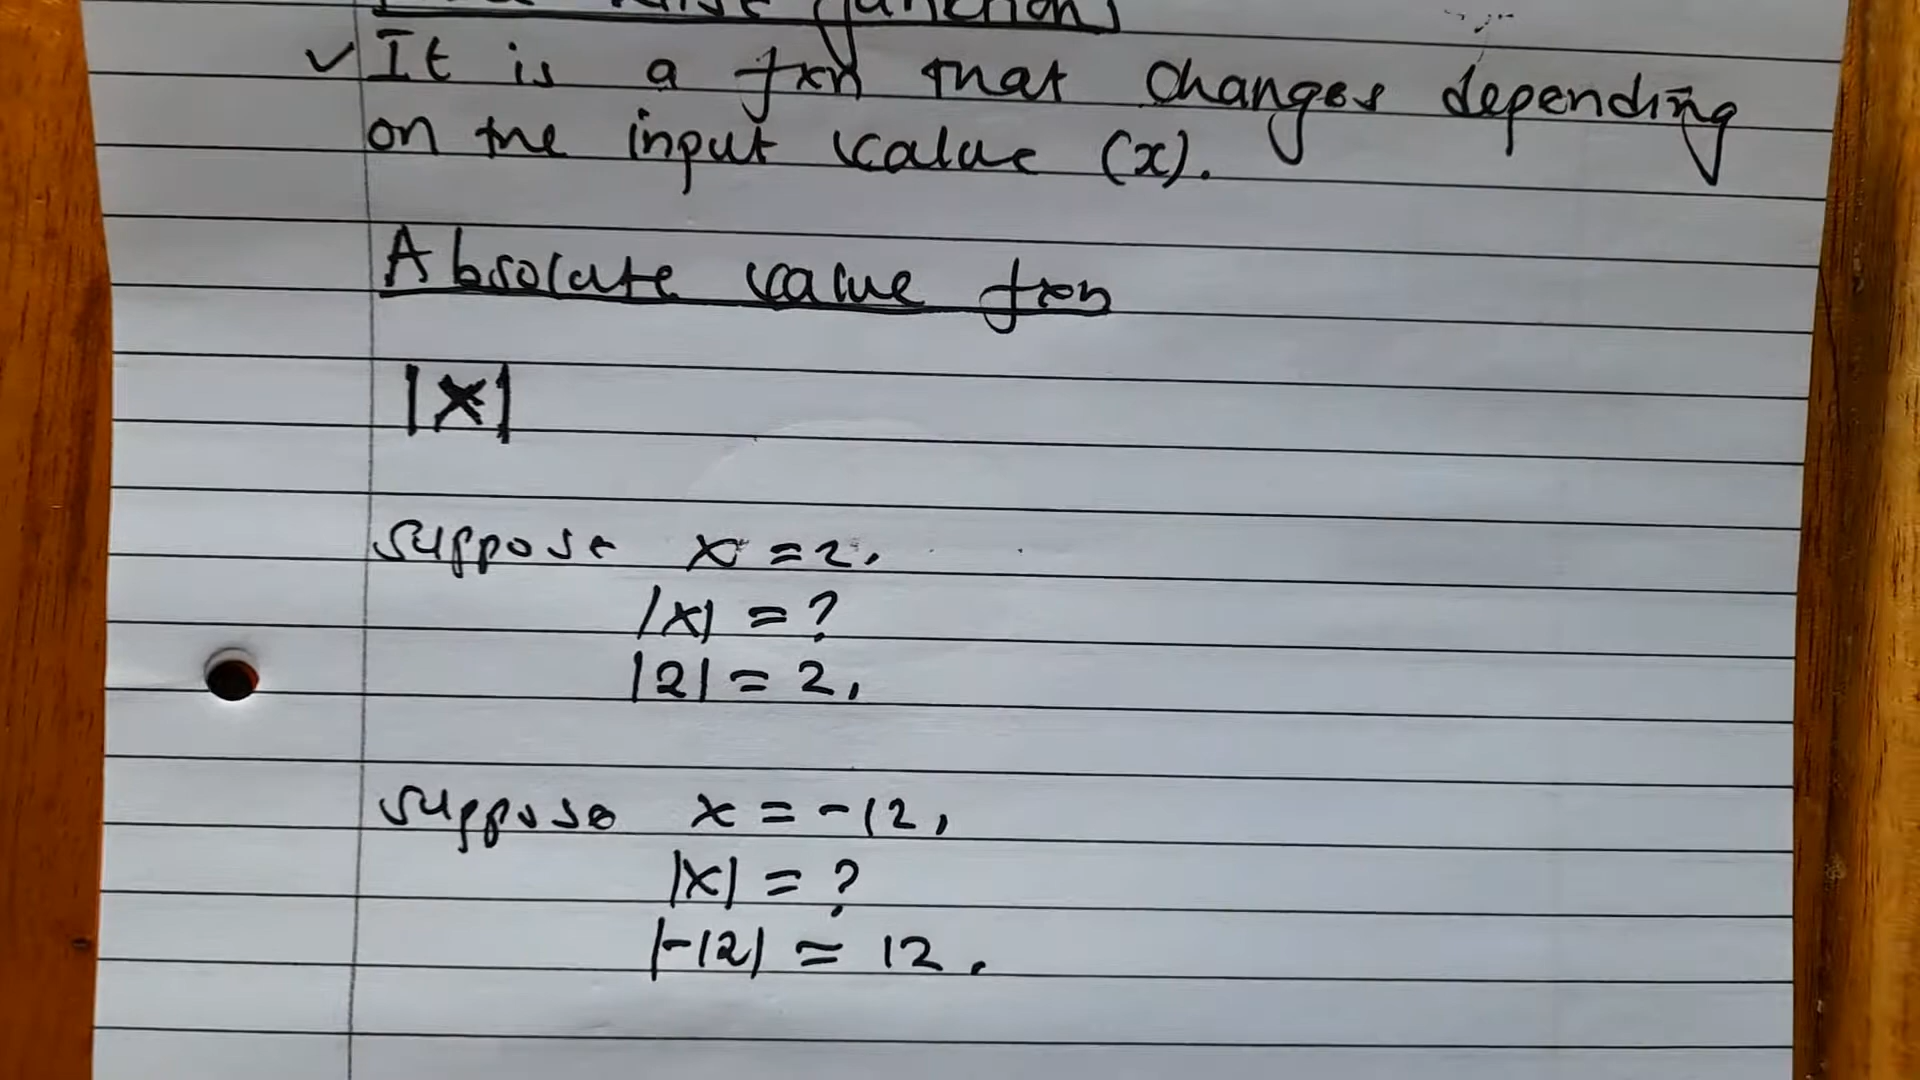 function
✓ It is a fxn that changes depending
on the input value (x).
Absolute value fxn
|x|
suppose x = 2,
|x| = ?
|2| = 2,
suppose x = -12,
|x| = ?
|-12| = 12.